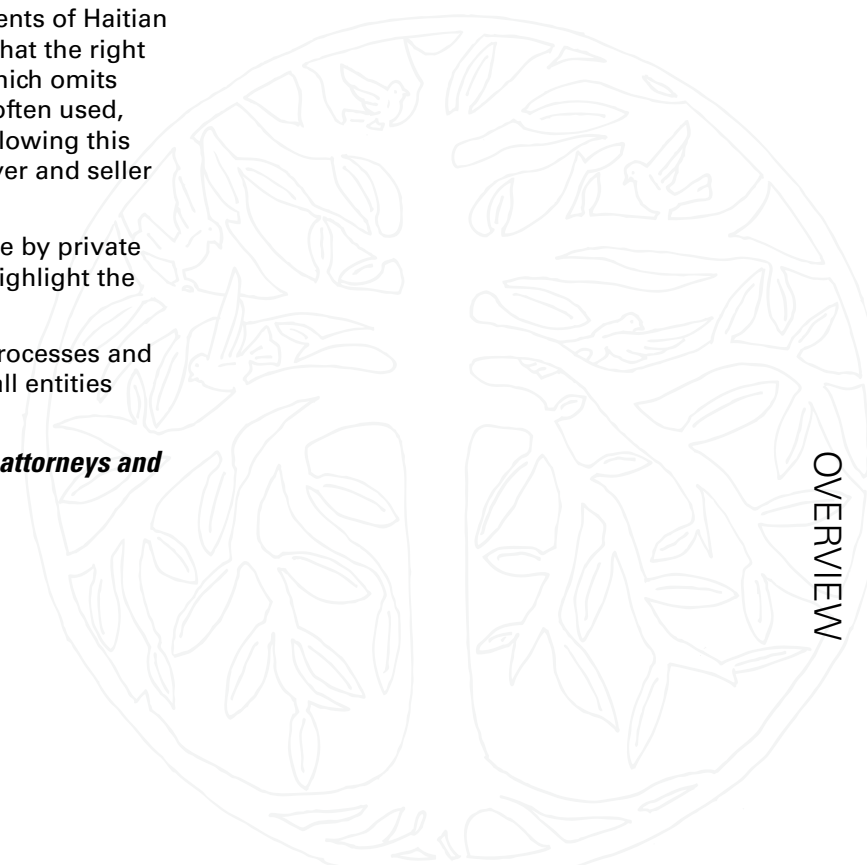 ents of Haitian
hat the right
hich omits
often used,
lowing this
yer and seller
e by private
ighlight the
rocesses and
all entities
attorneys and
OVERVIEW